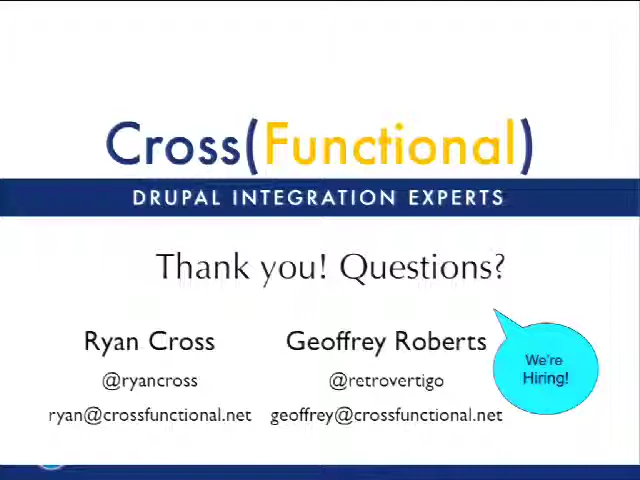 Cross(Functional)
DRUPAL INTEGRATION EXPERTS
Thank you! Questions?
Ryan Cross
@ryancross
ryan@crossfunctional.net
Geoffrey Roberts
@retrovertigo
geoffrey@crossfunctional.net
We're
Hiring!